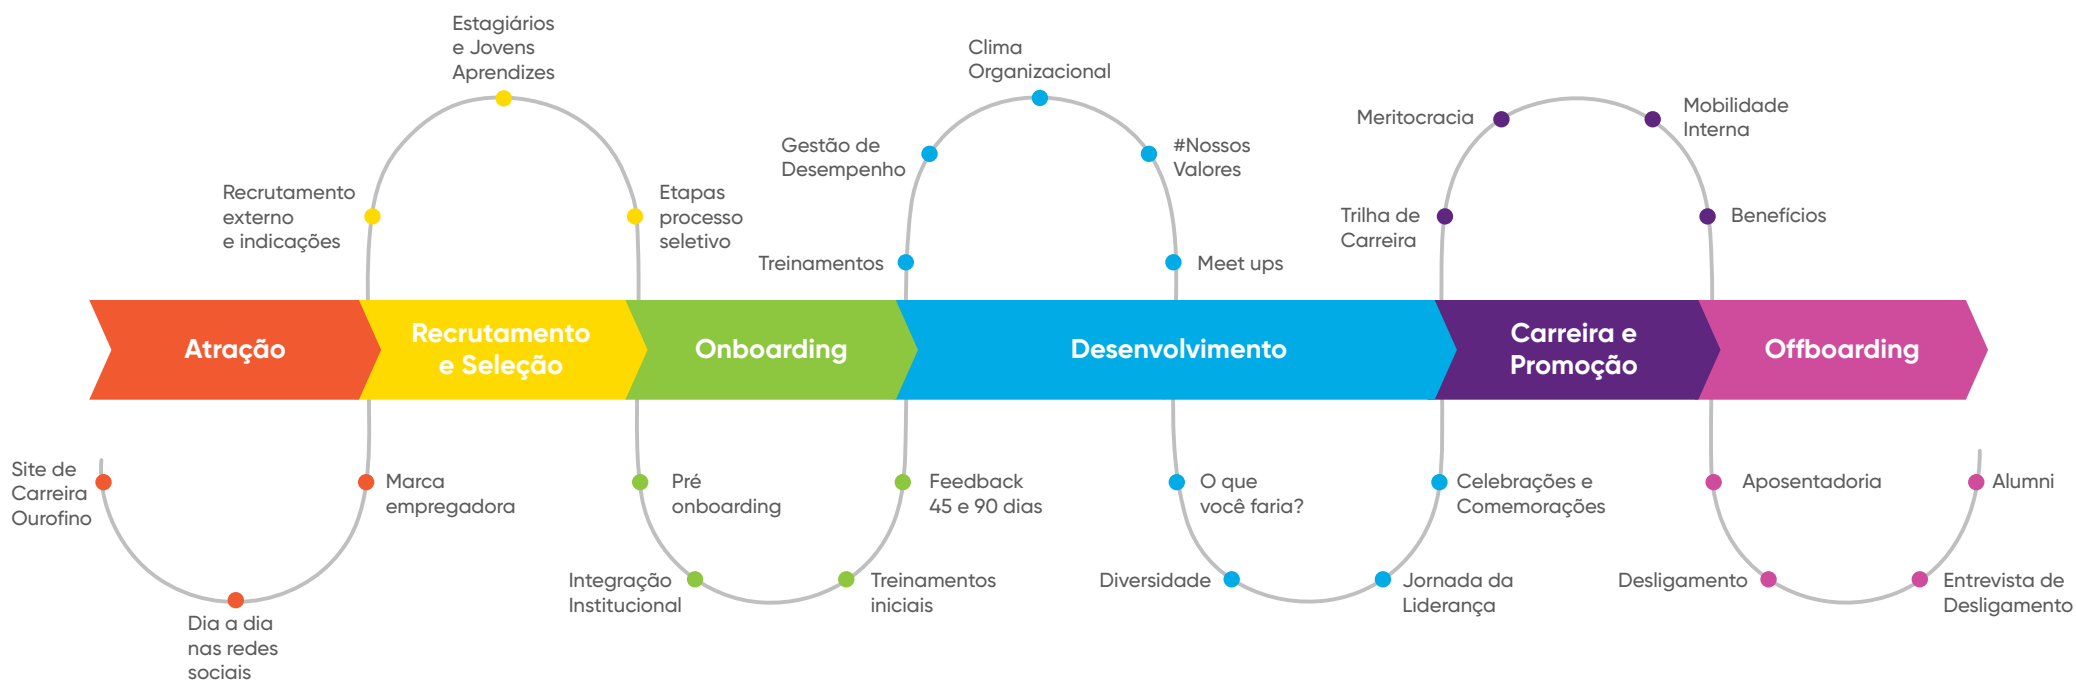 Estagiários
e Jovens
Aprendizes
Clima
Organizacional
Meritocracia
Mobilidade
Interna
Gestão de
Desempenho
#Nossos
Valores
Recrutamento
externo
e indicações
Etapas
processo
seletivo
Trilha de
Carreira
Benefícios
Treinamentos
Meet ups
Atração
Recrutamento
e Seleção
Onboarding
Desenvolvimento
Carreira e
Promoção
Offboarding
Site de
Carreira
Ourofino
Marca
empregadora
Pré
onboarding
Feedback
45 e 90 dias
O que
você faria?
Celebrações e
Comemorações
Aposentadoria
Alumni
Dia a dia
nas redes
sociais
Integração
Institucional
Treinamentos
iniciais
Diversidade
Jornada da
Liderança
Desligamento
Entrevista de
Desligamento